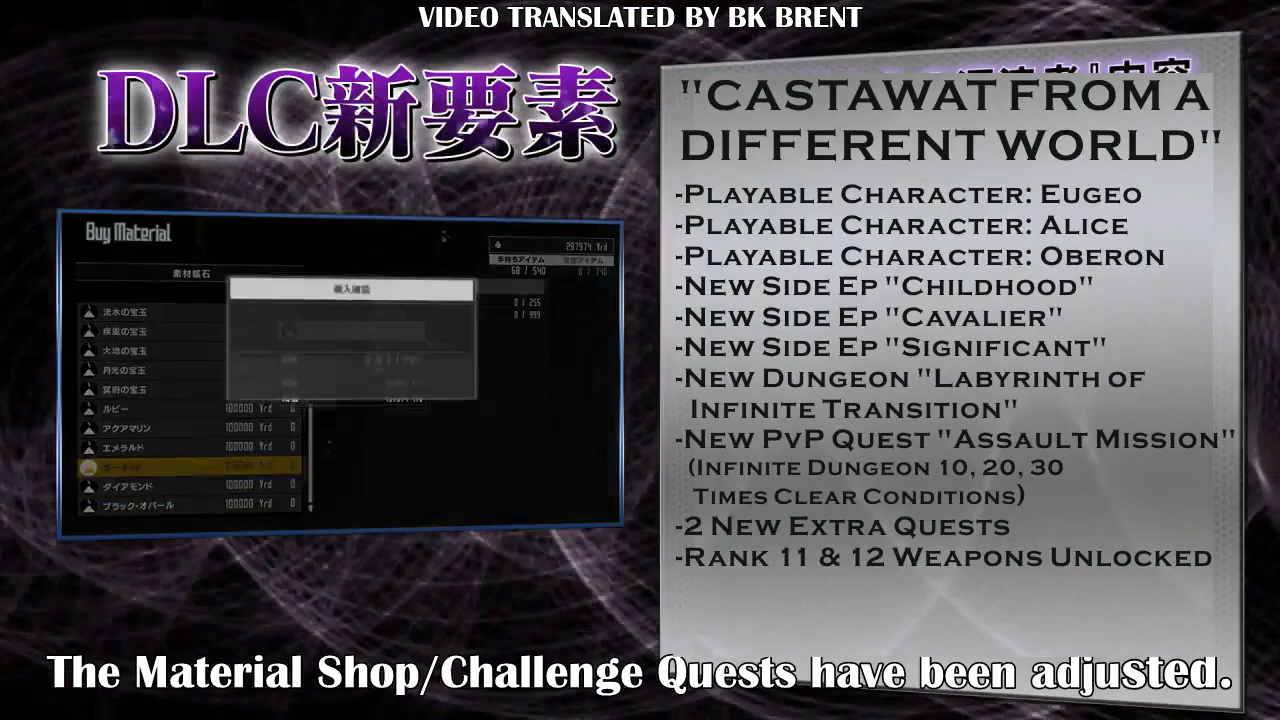 VIDEO TRANSLATED BY BK BRENT
DLC新要素
Buy Material
297974 Yrd
手持ちアイテム
68 / 540 0 / 740
素材鉱石
購入確認
0 / 255
0 / 999
流水の宝玉
疾風の宝玉
大地の宝玉
月光の宝玉
冥府の宝玉
ルビー 100000 Yrd 0
アクアマリン 100000 Yrd 0
エメラルド 100000 Yrd 0
ダイアモンド 100000 Yrd 0
ブラック・オパール 100000 Yrd 0
"CASTAWAT FROM A
DIFFERENT WORLD"
-PLAYABLE CHARACTER: EUGEO
-PLAYABLE CHARACTER: ALICE
-PLAYABLE CHARACTER: OBERON
-NEW SIDE EP "CHILDHOOD"
-NEW SIDE EP "CAVALIER"
-NEW SIDE EP "SIGNIFICANT"
-NEW DUNGEON "LABYRINTH OF
INFINITE TRANSITION"
-NEW PVP QUEST "ASSAULT MISSION"
(INFINITE DUNGEON 10, 20, 30
TIMES CLEAR CONDITIONS)
-2 NEW EXTRA QUESTS
-RANK 11 & 12 WEAPONS UNLOCKED
The Material Shop/Challenge Quests have been adjusted.